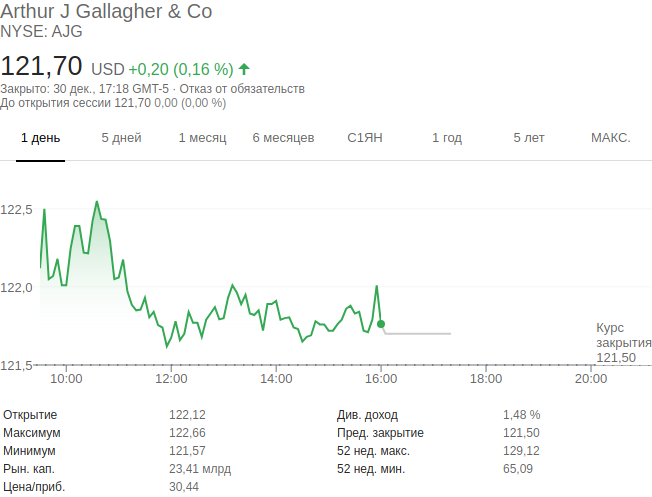 Arthur J Gallagher & Co
NYSE: AJG
121,70 USD +0,20 (0,16 %)
Закрыто: 30 дек., 17:18 GMT-5 · Отказ от обязательств
До открытия сессии 121,70 0,00 (0,00 %)
1 день 5 дней 1 месяц 6 месяцев С1ЯН 1 год 5 лет МАКС.
122,5
122,0
121,5
Курс
закрытия
121,50
10:00 12:00 14:00 16:00 18:00 20:00
Открытие 122,12 Див. доход 1,48 %
Максимум 122,66 Пред. закрытие 121,50
Минимум 121,57 52 нед. макс. 129,12
Рын. кап. 23,41 млрд 52 нед. мин. 65,09
Цена/приб. 30,44